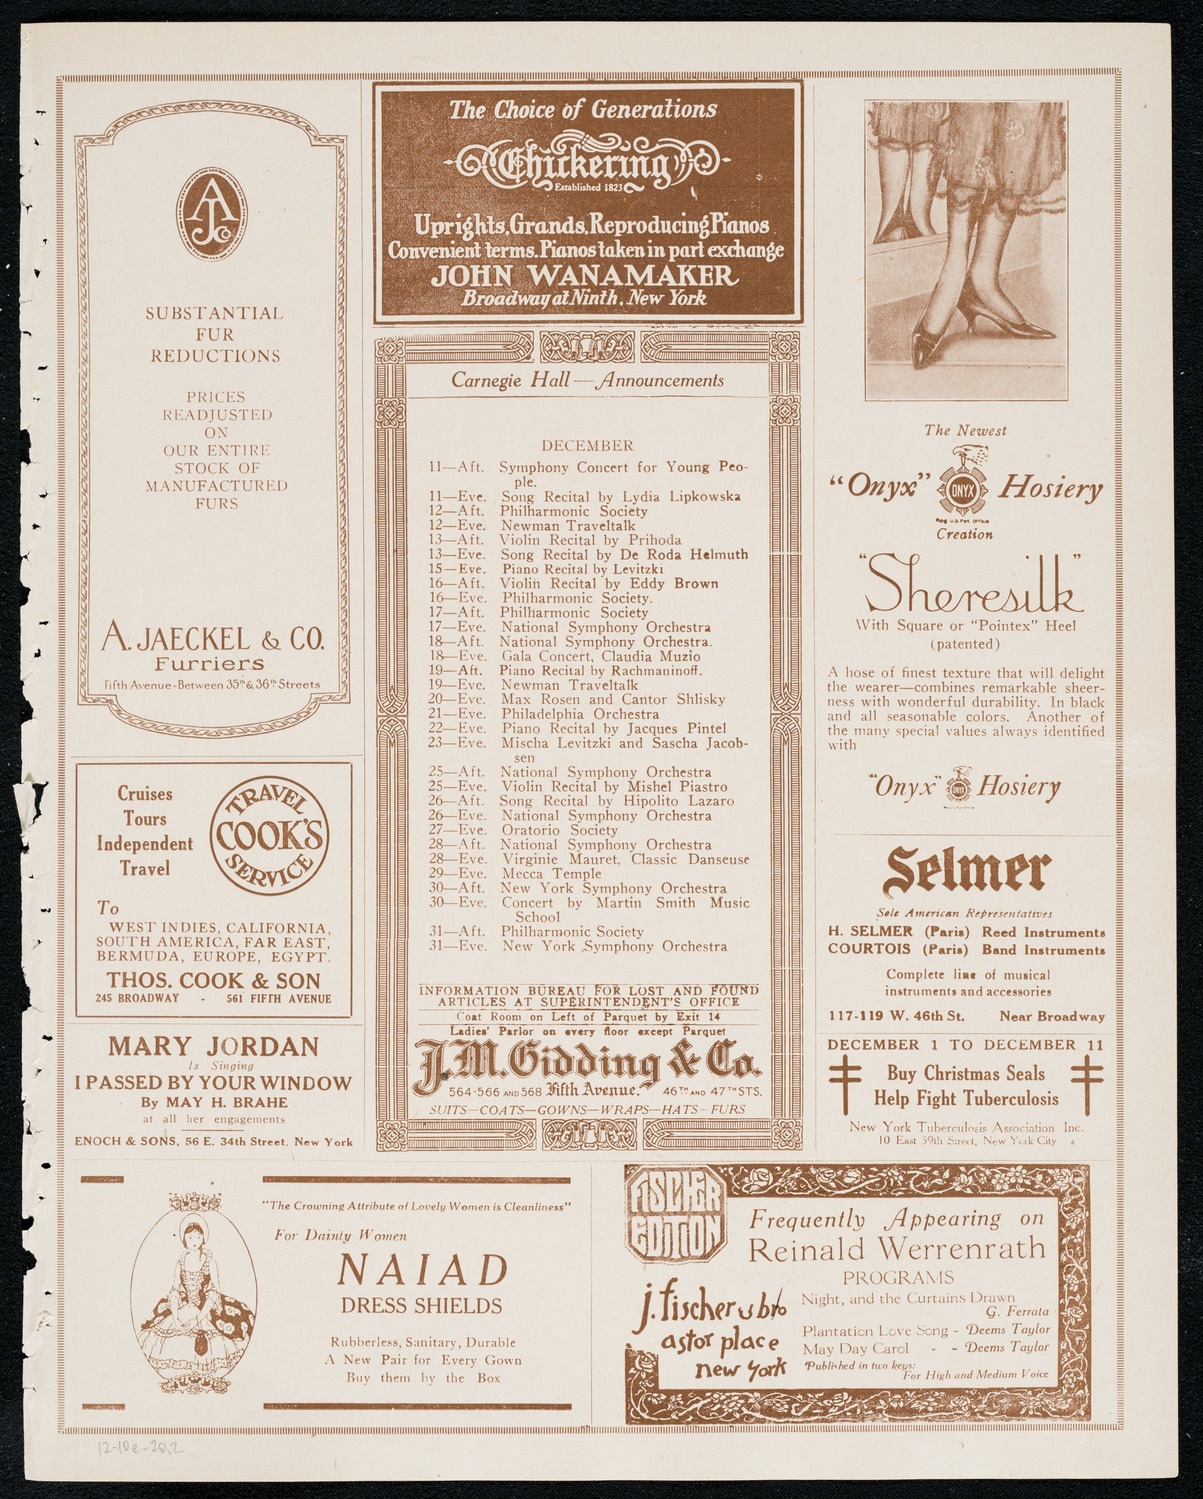 AJCo
SUBSTANTIAL
FUR
REDUCTIONS
PRICES
READJUSTED
ON
OUR ENTIRE
STOCK OF
MANUFACTURED
FURS
A. JAECKEL & CO.
Furriers
Fifth Avenue - Between 35th & 36th Streets
Cruises
Tours
Independent
Travel
TRAVEL
COOK'S
SERVICE
To
WEST INDIES, CALIFORNIA,
SOUTH AMERICA, FAR EAST,
BERMUDA, EUROPE, EGYPT.
THOS. COOK & SON
245 BROADWAY - 561 FIFTH AVENUE
MARY JORDAN
Is Singing
I PASSED BY YOUR WINDOW
By MAY H. BRAHE
at all her engagements
ENOCH & SONS, 56 E. 34th Street, New York
The Choice of Generations
Chickering
Established 1823
Uprights, Grands, Reproducing Pianos
Convenient terms. Pianos taken in part exchange
JOHN WANAMAKER
Broadway at Ninth, New York
Carnegie Hall — Announcements
DECEMBER
11—Aft. Symphony Concert for Young Peo-
ple.
11—Eve. Song Recital by Lydia Lipkowska
12—Aft. Philharmonic Society
12—Eve. Newman Traveltalk
13—Aft. Violin Recital by Prihoda
13—Eve. Song Recital by De Roda Helmuth
15—Eve. Piano Recital by Levitzki
16—Aft. Violin Recital by Eddy Brown
16—Eve. Philharmonic Society.
17—Aft. Philharmonic Society
17—Eve. National Symphony Orchestra
18—Aft. National Symphony Orchestra.
18—Eve. Gala Concert, Claudia Muzio
19—Aft. Piano Recital by Rachmaninoff.
19—Eve. Newman Traveltalk
20—Eve. Max Rosen and Cantor Shlisky
21—Eve. Philadelphia Orchestra
22—Eve. Piano Recital by Jacques Pintel
23—Eve. Mischa Levitzki and Sascha Jacob-
sen
25—Aft. National Symphony Orchestra
25—Eve. Violin Recital by Mishel Piastro
26—Aft. Song Recital by Hipolito Lazaro
26—Eve. National Symphony Orchestra
27—Eve. Oratorio Society
28—Aft. National Symphony Orchestra
28—Eve. Virginie Mauret, Classic Danseuse
29—Eve. Mecca Temple
30—Aft. New York Symphony Orchestra
30—Eve. Concert by Martin Smith Music
School
31—Aft. Philharmonic Society
31—Eve. New York Symphony Orchestra
INFORMATION BUREAU FOR LOST AND FOUND
ARTICLES AT SUPERINTENDENT'S OFFICE
Coat Room on Left of Parquet by Exit 14
Ladies' Parlor on every floor except Parquet
J.M. Gidding & Co.
564-566 AND 568 Fifth Avenue. 46TH AND 47TH STS.
SUITS—COATS—GOWNS—WRAPS—HATS - FURS
The Newest
"Onyx" ONYX Hosiery
Reg. U.S. Pat. Office
Creation
"Sheresilk"
With Square or "Pointex" Heel
(patented)
A hose of finest texture that will delight
the wearer—combines remarkable sheer-
ness with wonderful durability. In black
and all seasonable colors. Another of
the many special values always identified
with
"Onyx" ONYX Hosiery
Selmer
Sole American Representatives
H. SELMER (Paris) Reed Instruments
COURTOIS (Paris) Band Instruments
Complete line of musical
instruments and accessories
117-119 W. 46th St. Near Broadway
DECEMBER 1 TO DECEMBER 11
Buy Christmas Seals
Help Fight Tuberculosis
New York Tuberculosis Association Inc.
10 East 39th Street, New York City
"The Crowning Attribute of Lovely Women is Cleanliness"
For Dainty Women
NAIAD
DRESS SHIELDS
Rubberless, Sanitary, Durable
A New Pair for Every Gown
Buy them by the Box
FISCHER
EDITION
j. fischer & bro
astor place
new york
Frequently Appearing on
Reinald Werrenrath
PROGRAMS
Night, and the Curtains Drawn
G. Ferrata
Plantation Love Song - Deems Taylor
May Day Carol - - Deems Taylor
Published in two keys:
For High and Medium Voice
12-10e-20,2